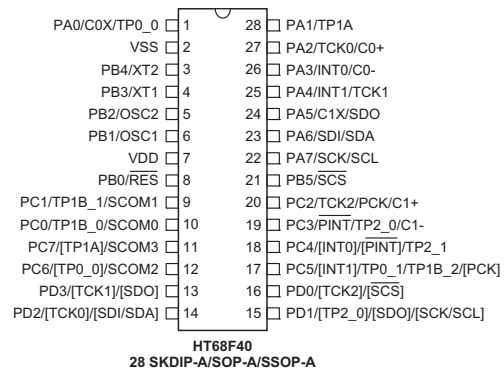 PA0/C0X/TP0_0 1 28 PA1/TP1A
VSS 2 27 PA2/TCK0/C0+
PB4/XT2 3 26 PA3/INT0/C0-
PB3/XT1 4 25 PA4/INT1/TCK1
PB2/OSC2 5 24 PA5/C1X/SDO
PB1/OSC1 6 23 PA6/SDI/SDA
VDD 7 22 PA7/SCK/SCL
PB0/RES 8 21 PB5/SCS
PC1/TP1B_1/SCOM1 9 20 PC2/TCK2/PCK/C1+
PC0/TP1B_0/SCOM0 10 19 PC3/PINT/TP2_0/C1-
PC7/[TP1A]/SCOM3 11 18 PC4/[INT0]/[PINT]/TP2_1
PC6/[TP0_0]/SCOM2 12 17 PC5/[INT1]/TP0_1/TP1B_2/[PCK]
PD3/[TCK1]/[SDO] 13 16 PD0/[TCK2]/[SCS]
PD2/[TCK0]/[SDI/SDA] 14 15 PD1/[TP2_0]/[SDO]/[SCK/SCL]
HT68F40
28 SKDIP-A/SOP-A/SSOP-A